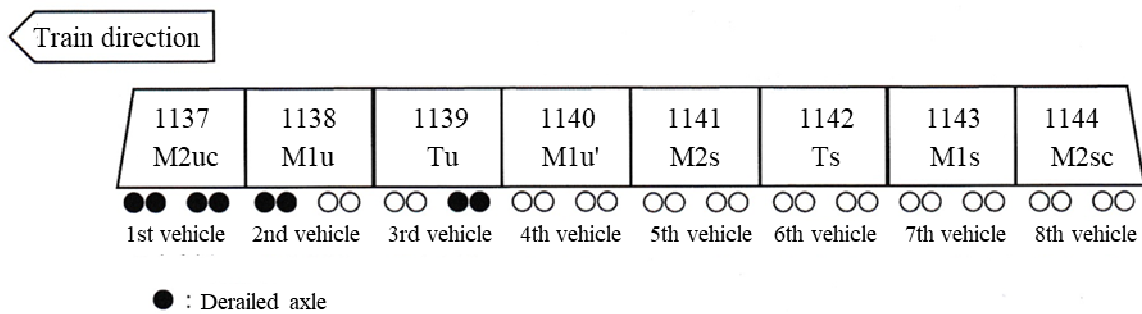 Train direction
1137 1138 1139 1140 1141 1142 1143 1144
M2uc M1u Tu M1u' M2s Ts M1s M2sc
1st vehicle 2nd vehicle 3rd vehicle 4th vehicle 5th vehicle 6th vehicle 7th vehicle 8th vehicle
: Derailed axle